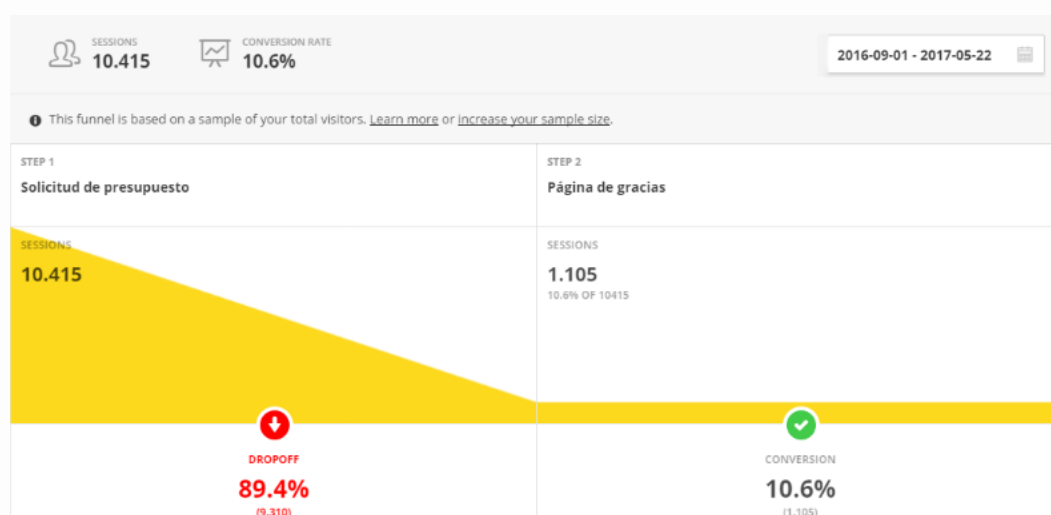 SESSIONS
10.415
CONVERSION RATE
10.6%
2016-09-01 - 2017-05-22
This funnel is based on a sample of your total visitors. Learn more or increase your sample size.
STEP 1
Solicitud de presupuesto
SESSIONS
10.415
DROPOFF
89.4%
(9.310)
STEP 2
Página de gracias
SESSIONS
1.105
10.6% OF 10415
CONVERSION
10.6%
(1.105)